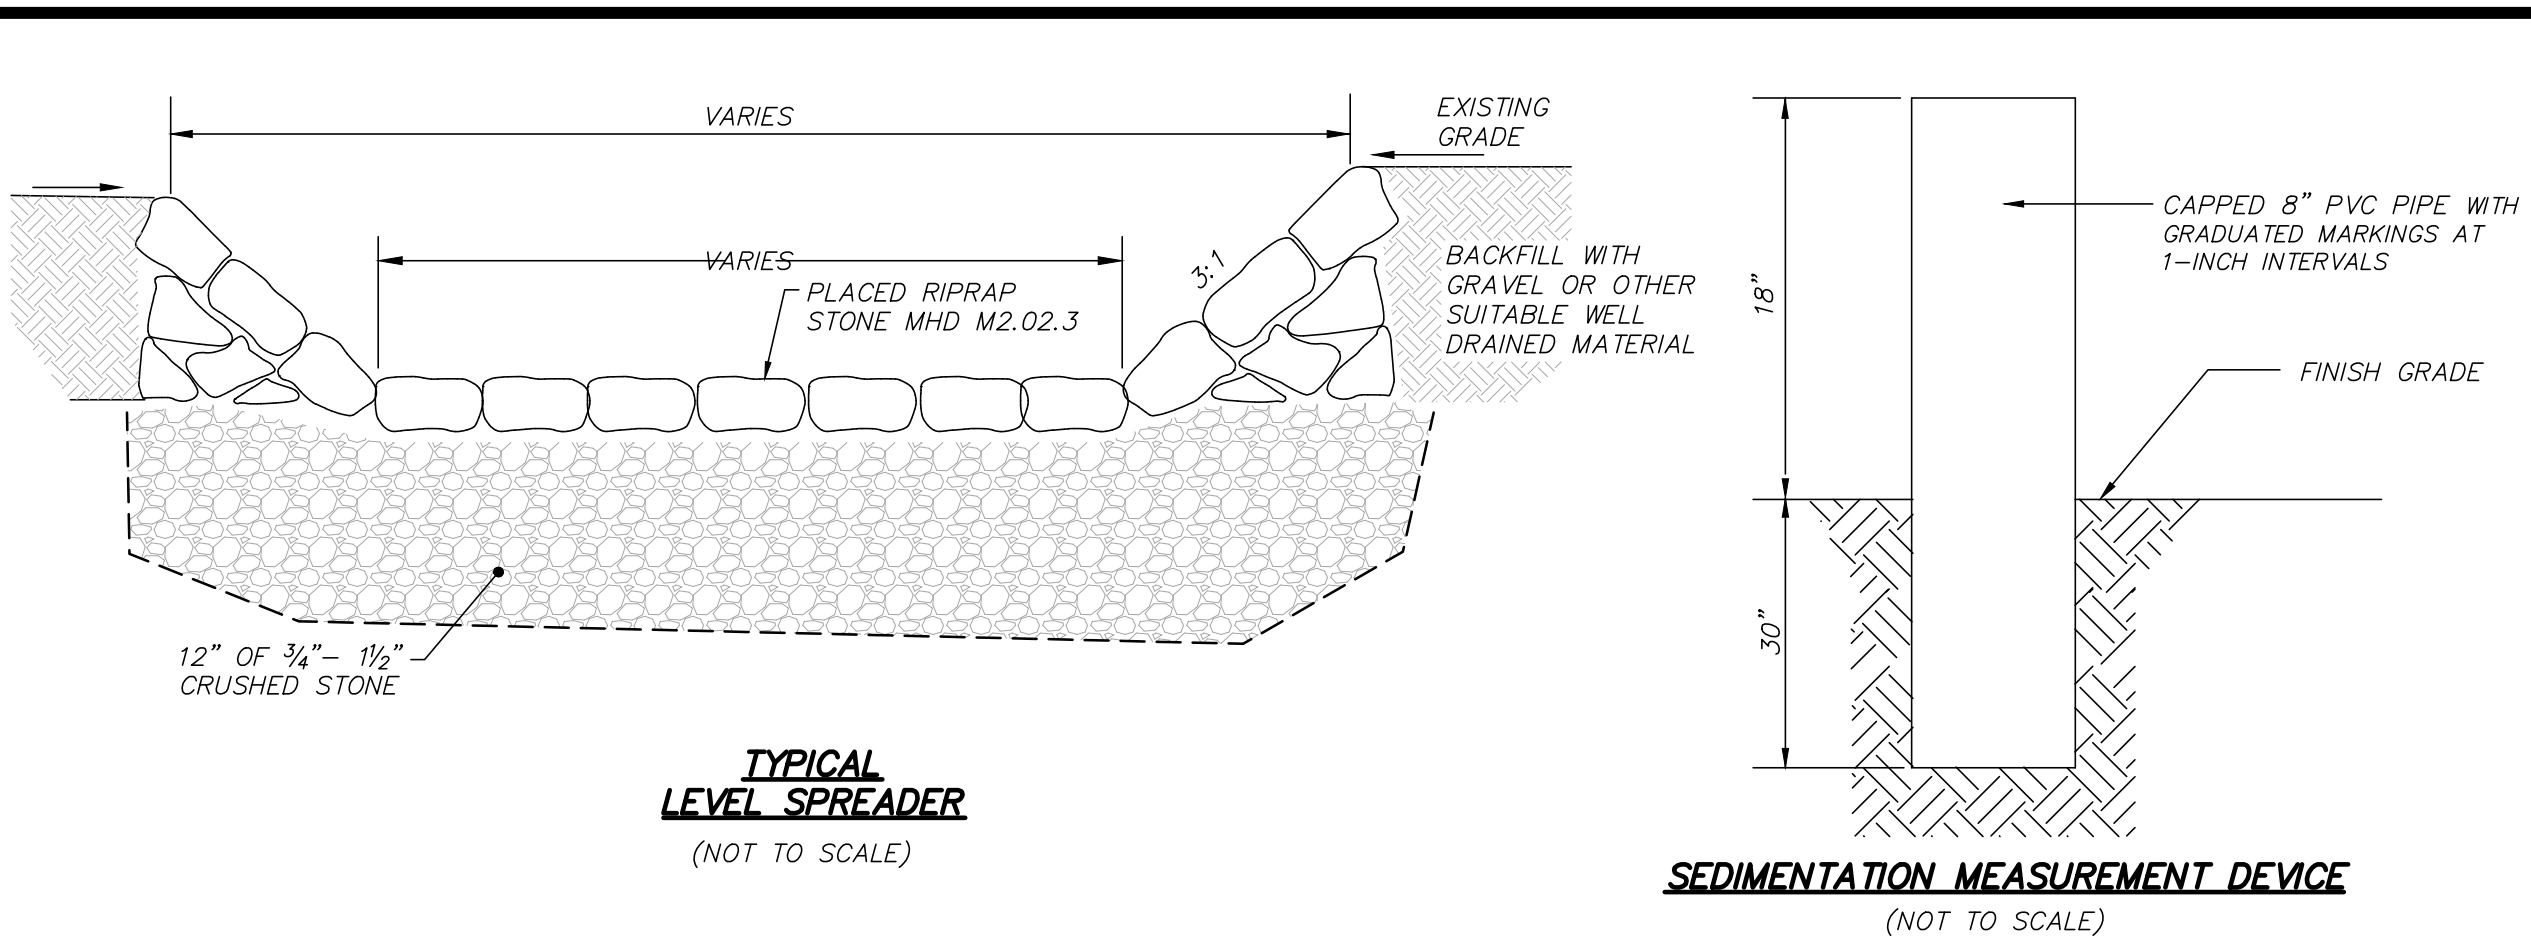 VARIES
EXISTING
GRADE
VARIES
3:1
PLACED RIPRAP
STONE MHD M2.02.3
BACKFILL WITH
GRAVEL OR OTHER
SUITABLE WELL
DRAINED MATERIAL
12" OF ¾"– 1½"
CRUSHED STONE
TYPICAL
LEVEL SPREADER
(NOT TO SCALE)
18"
30"
CAPPED 8" PVC PIPE WITH
GRADUATED MARKINGS AT
1–INCH INTERVALS
FINISH GRADE
SEDIMENTATION MEASUREMENT DEVICE
(NOT TO SCALE)